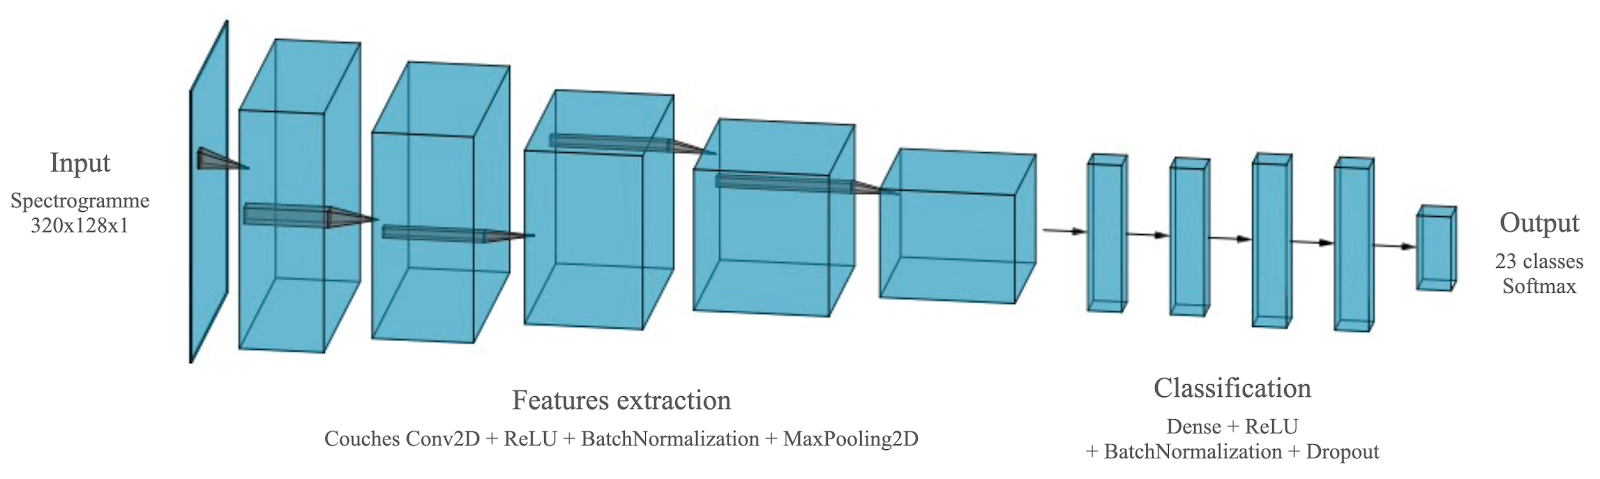 Input
Spectrogramme
320x128x1
Features extraction
Couches Conv2D + ReLU + BatchNormalization + MaxPooling2D
Classification
Dense + ReLU
+ BatchNormalization + Dropout
Output
23 classes
Softmax